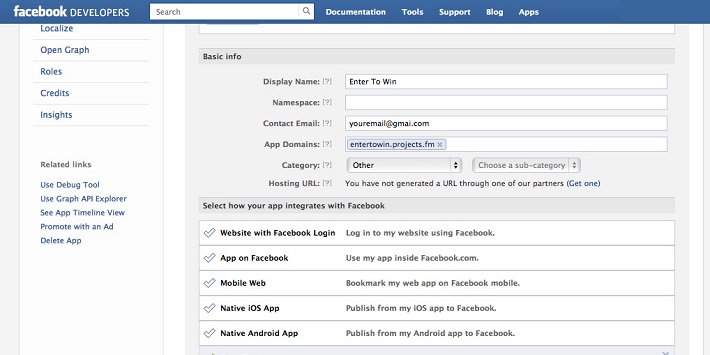 facebook DEVELOPERS Search Documentation Tools Support Blog Apps
Localize
Open Graph
Roles
Credits
Insights
Related links
Use Debug Tool
Use Graph API Explorer
See App Timeline View
Promote with an Ad
Delete App
Basic info
Display Name: [?] Enter To Win
Namespace: [?]
Contact Email: [?] youremail@gmai.com
App Domains: [?] entertowin.projects.fm ×
Category: [?] Other Choose a sub-category
Hosting URL: [?] You have not generated a URL through one of our partners (Get one)
Select how your app integrates with Facebook
Website with Facebook Login Log in to my website using Facebook.
App on Facebook Use my app inside Facebook.com.
Mobile Web Bookmark my web app on Facebook mobile.
Native iOS App Publish from my iOS app to Facebook.
Native Android App Publish from my Android app to Facebook.